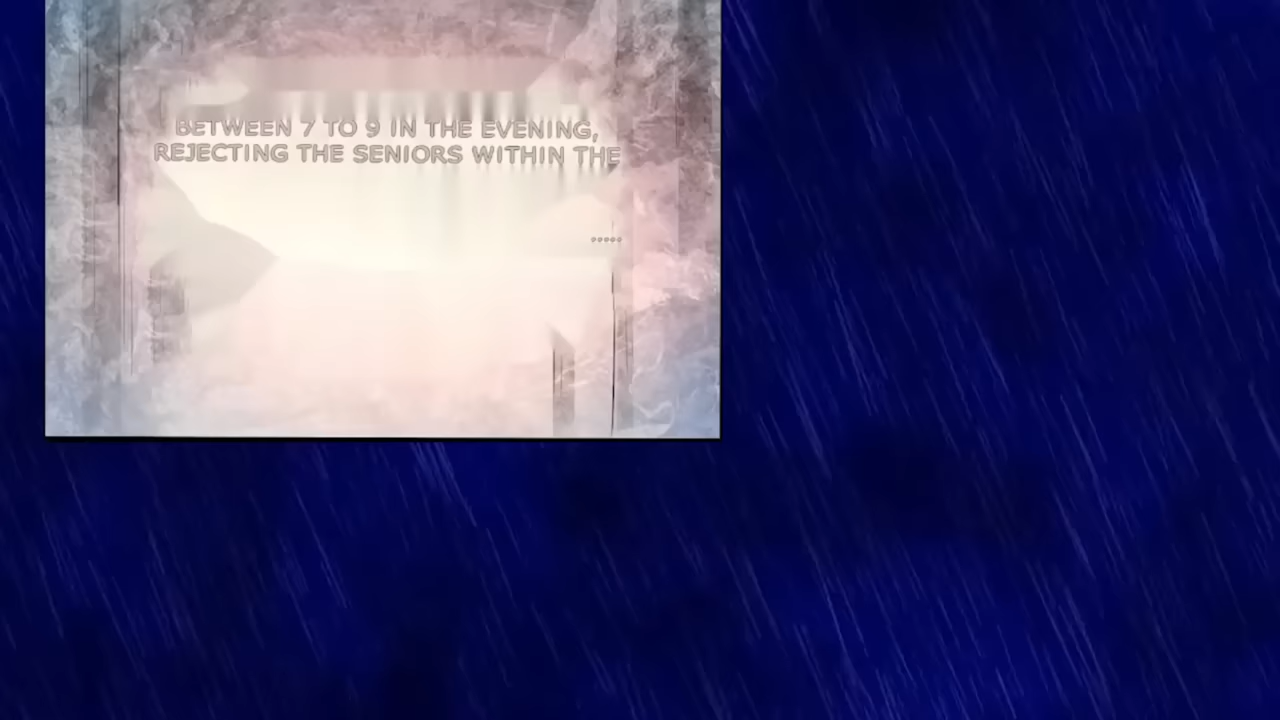 BETWEEN 7 TO 9 IN THE EVENING,
REJECTING THE SENIORS WITHIN THE
.....